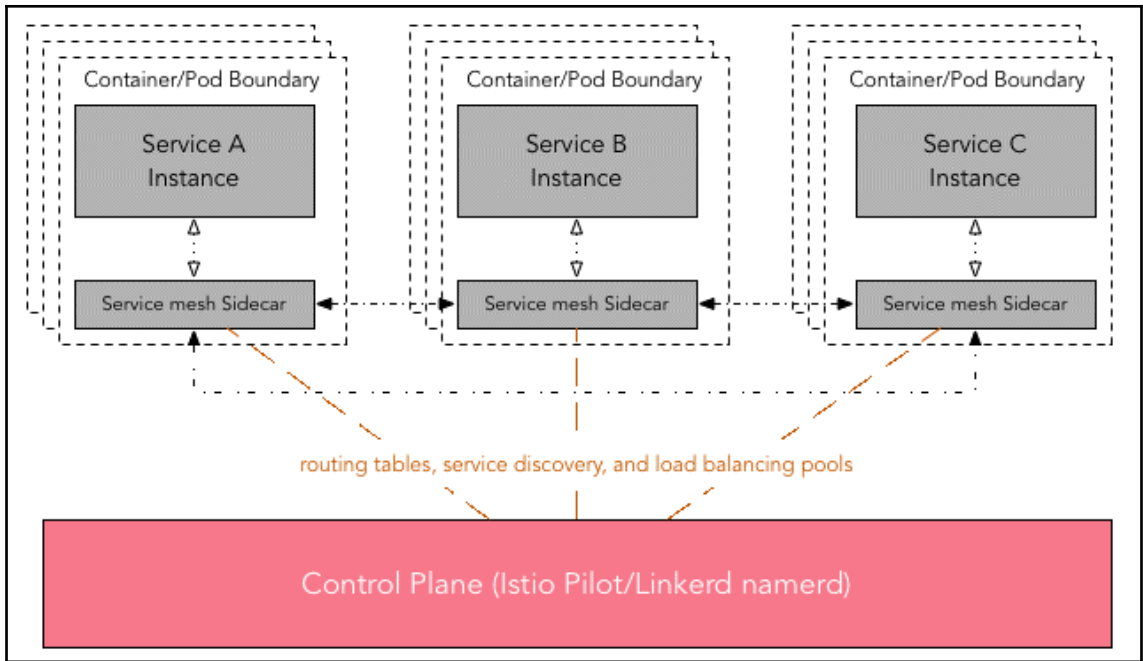 Container/Pod Boundary
Container/Pod Boundary
Container/Pod Boundary
Service A
Instance
Service B
Instance
Service C
Instance
Service mesh Sidecar
Service mesh Sidecar
Service mesh Sidecar
routing tables, service discovery, and load balancing pools
Control Plane (Istio Pilot/Linkerd namerd)